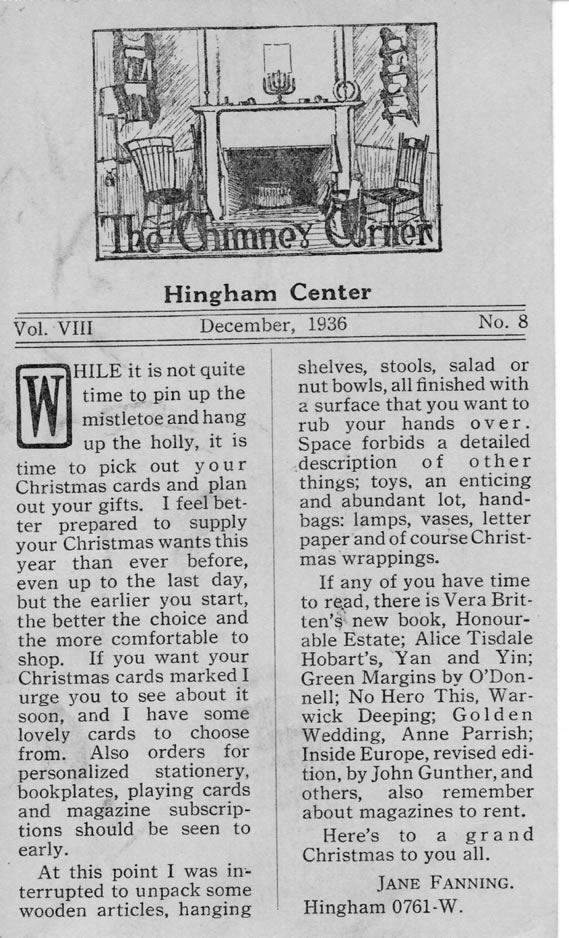 The Chimney Corner
Hingham Center
Vol. VIII December, 1936 No. 8
WHILE it is not quite
time to pin up the
mistletoe and hang
up the holly, it is
time to pick out your
Christmas cards and plan
out your gifts. I feel bet-
ter prepared to supply
your Christmas wants this
year than ever before,
even up to the last day,
but the earlier you start,
the better the choice and
the more comfortable to
shop. If you want your
Christmas cards marked I
urge you to see about it
soon, and I have some
lovely cards to choose
from. Also orders for
personalized stationery,
bookplates, playing cards
and magazine subscrip-
tions should be seen to
early.
At this point I was in-
terrupted to unpack some
wooden articles, hanging
shelves, stools, salad or
nut bowls, all finished with
a surface that you want to
rub your hands over.
Space forbids a detailed
description of other
things; toys, an enticing
and abundant lot, hand-
bags: lamps, vases, letter
paper and of course Christ-
mas wrappings.
If any of you have time
to read, there is Vera Brit-
ten's new book, Honour-
able Estate; Alice Tisdale
Hobart's, Yan and Yin;
Green Margins by O'Don-
nell; No Hero This, War-
wick Deeping; Golden
Wedding, Anne Parrish;
Inside Europe, revised edi-
tion, by John Gunther, and
others, also remember
about magazines to rent.
Here's to a grand
Christmas to you all.
JANE FANNING.
Hingham 0761-W.